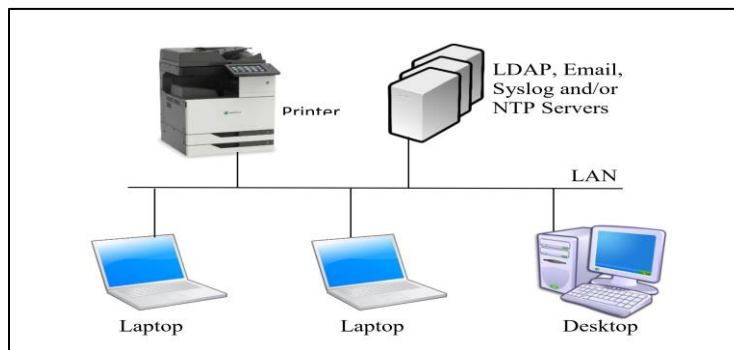 Printer
LDAP, Email,
Syslog and/or
NTP Servers
LAN
Laptop
Laptop
Desktop